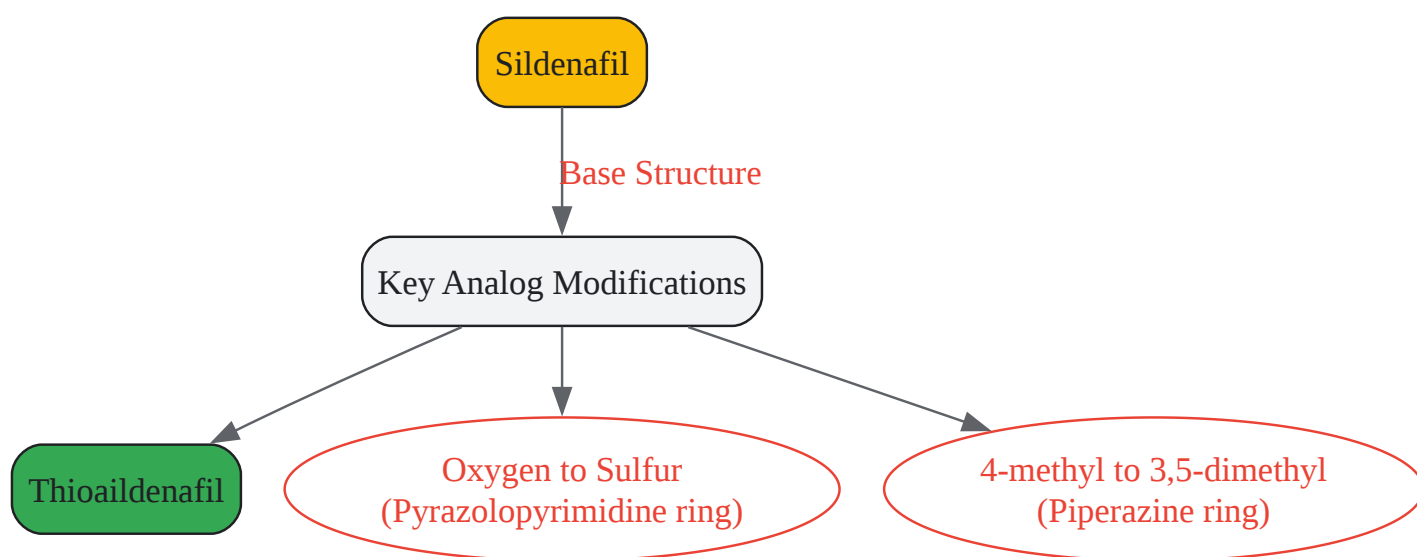 Sildenafil
Base Structure
Key Analog Modifications
Thioaildenafil
Oxygen to Sulfur
(Pyrazolopyrimidine ring)
4-methyl to 3,5-dimethyl
(Piperazine ring)